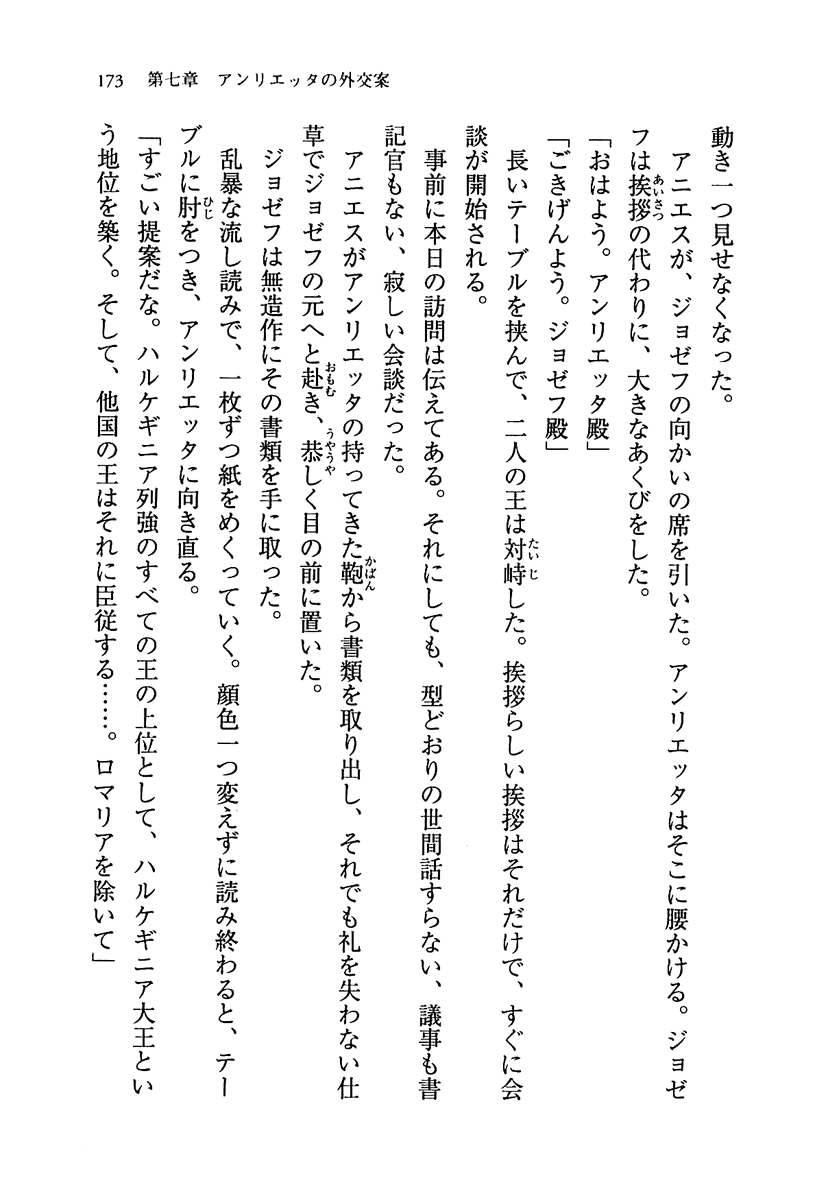 173　第七章　アンリエッタの外交案
動き一つ見せなくなった。
　アニエスが、ジョゼフの向かいの席を引いた。アンリエッタはそこに腰かける。ジョゼ
フは挨拶の代わりに、大きなあくびをした。
「おはよう。アンリエッタ殿」
「ごきげんよう。ジョゼフ殿」
　長いテーブルを挟んで、二人の王は対峙した。挨拶らしい挨拶はそれだけで、すぐに会
談が開始される。
　事前に本日の訪問は伝えてある。それにしても、型どおりの世間話すらない、議事も書
記官もない、寂しい会談だった。
　アニエスがアンリエッタの持ってきた鞄から書類を取り出し、それでも礼を失わない仕
草でジョゼフの元へと赴き、恭しく目の前に置いた。
　ジョゼフは無造作にその書類を手に取った。
　乱暴な流し読みで、一枚ずつ紙をめくっていく。顔色一つ変えずに読み終わると、テー
ブルに肘をつき、アンリエッタに向き直る。
「すごい提案だな。ハルケギニア列強のすべての王の上位として、ハルケギニア大王とい
う地位を築く。そして、他国の王はそれに臣従する……。ロマリアを除いて」